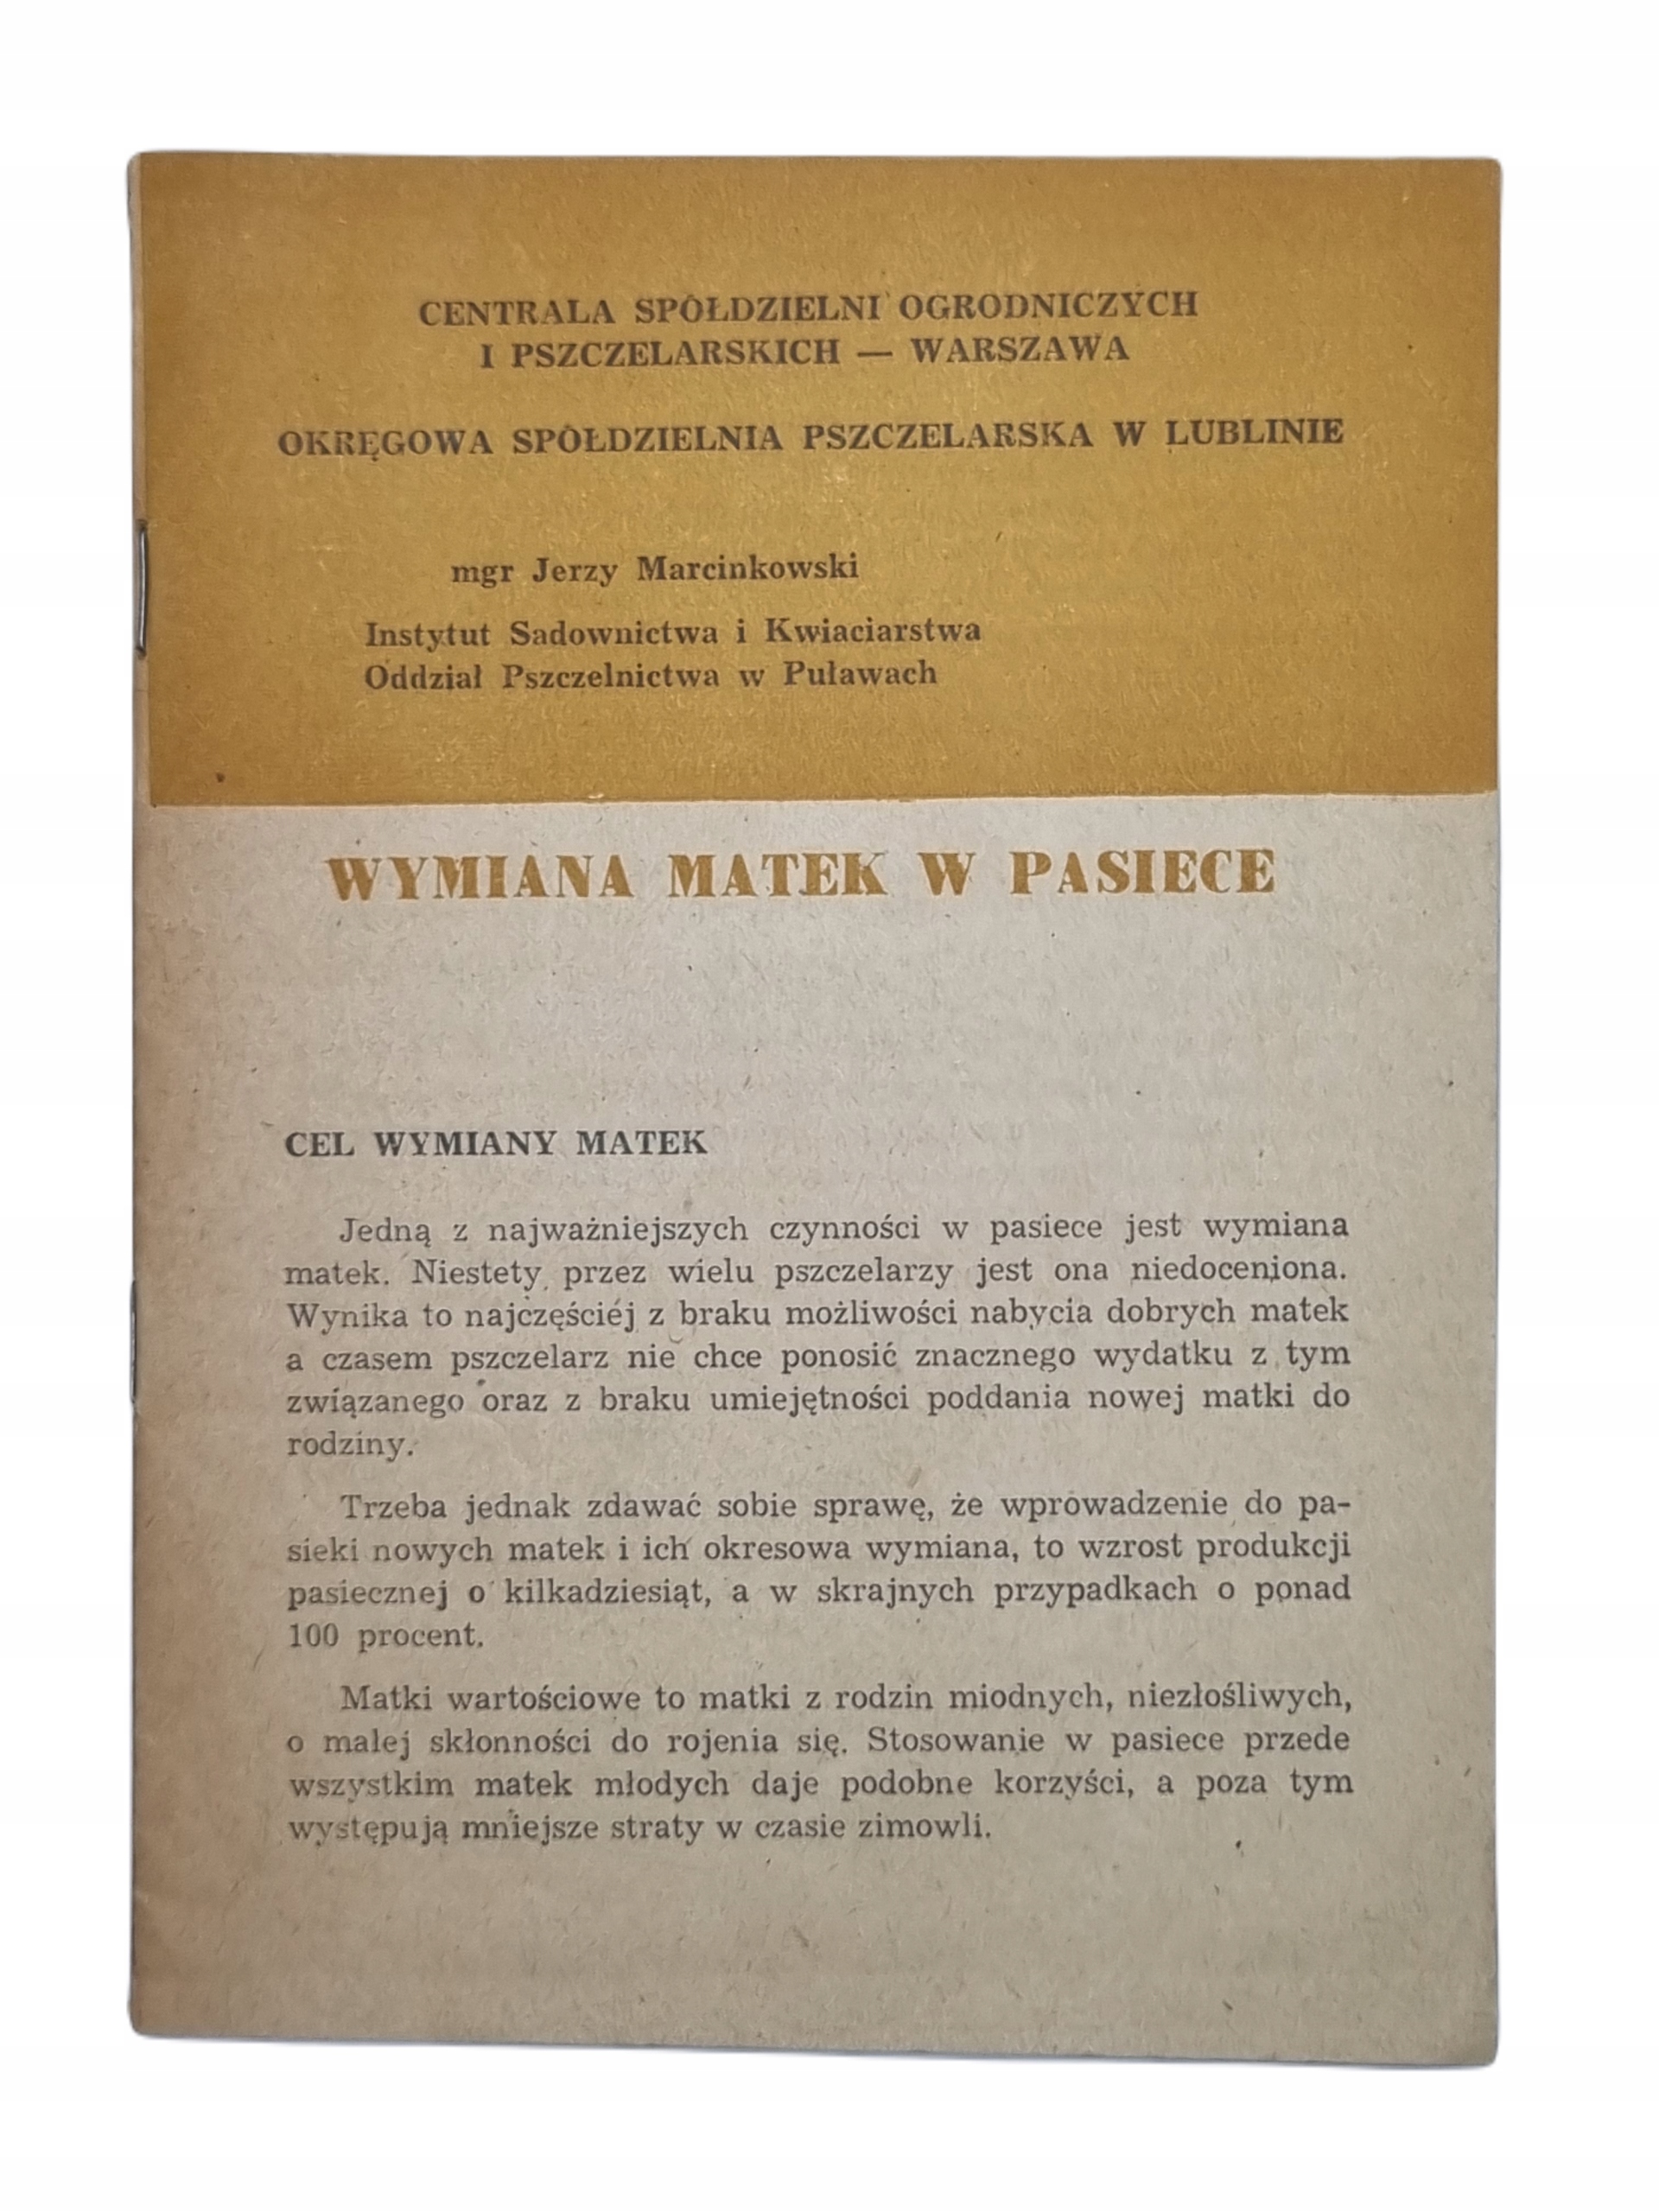 CENTRALA SPÓŁDZIELNI OGRODNICZYCH
I PSZCZELARSKICH — WARSZAWA
OKRĘGOWA SPÓŁDZIELNIA PSZCZELARSKA W LUBLINIE
mgr Jerzy Marcinkowski
Instytut Sadownictwa i Kwiaciarstwa
Oddział Pszczelnictwa w Puławach
WYMIANA MATEK W PASIECE
CEL WYMIANY MATEK
Jedną z najważniejszych czynności w pasiece jest wymiana
matek. Niestety przez wielu pszczelarzy jest ona niedoceniona.
Wynika to najczęściej z braku możliwości nabycia dobrych matek
a czasem pszczelarz nie chce ponosić znacznego wydatku z tym
związanego oraz z braku umiejętności poddania nowej matki do
rodziny.
Trzeba jednak zdawać sobie sprawę, że wprowadzenie do pa-
sieki nowych matek i ich okresowa wymiana, to wzrost produkcji
pasiecznej o kilkadziesiąt, a w skrajnych przypadkach o ponad
100 procent.
Matki wartościowe to matki z rodzin miodnych, niezłośliwych,
o małej skłonności do rojenia się. Stosowanie w pasiece przede
wszystkim matek młodych daje podobne korzyści, a poza tym
występują mniejsze straty w czasie zimowli.